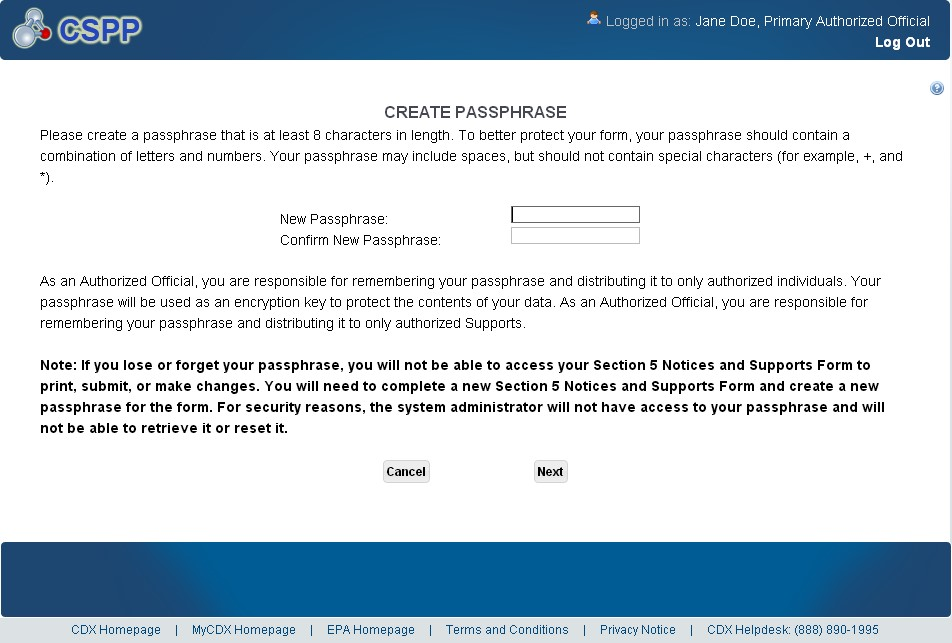 CSPP
Logged in as: Jane Doe, Primary Authorized Official
Log Out
CREATE PASSPHRASE
Please create a passphrase that is at least 8 characters in length. To better protect your form, your passphrase should contain a
combination of letters and numbers. Your passphrase may include spaces, but should not contain special characters (for example, +, and
*).
New Passphrase:
Confirm New Passphrase:
As an Authorized Official, you are responsible for remembering your passphrase and distributing it to only authorized individuals. Your
passphrase will be used as an encryption key to protect the contents of your data. As an Authorized Official, you are responsible for
remembering your passphrase and distributing it to only authorized Supports.
Note: If you lose or forget your passphrase, you will not be able to access your Section 5 Notices and Supports Form to
print, submit, or make changes. You will need to complete a new Section 5 Notices and Supports Form and create a new
passphrase for the form. For security reasons, the system administrator will not have access to your passphrase and will
not be able to retrieve it or reset it.
Cancel Next
CDX Homepage | MyCDX Homepage | EPA Homepage | Terms and Conditions | Privacy Notice | CDX Helpdesk: (888) 890-1995